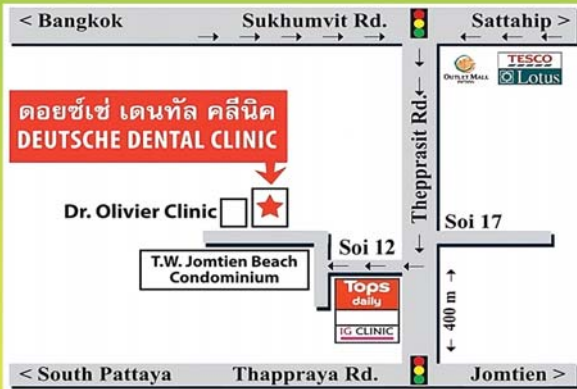 < Bangkok
Sukhumvit Rd.
Sattahip >
OUTLET MALL
TESCO
Lotus
ดอยซ์เช่ เดนทัล คลีนิค
DEUTSCHE DENTAL CLINIC
Thepprasit Rd.
Dr. Olivier Clinic
Soi 17
Soi 12
T.W. Jomtien Beach
Condominium
Tops
daily
IG CLINIC
400 m
< South Pattaya
Thappraya Rd.
Jomtien >